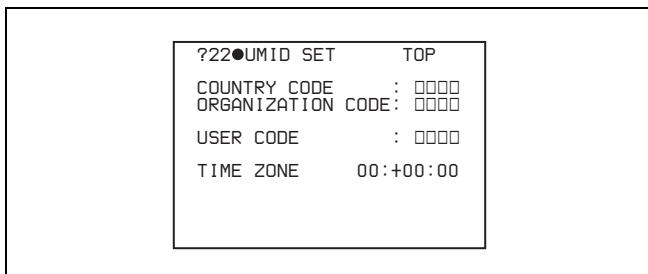 ?22●UMID SET TOP
COUNTRY CODE : □□□□
ORGANIZATION CODE: □□□□
USER CODE : □□□□
TIME ZONE 00:+00:00